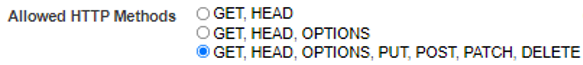 Allowed HTTP Methods
GET, HEAD
GET, HEAD, OPTIONS
GET, HEAD, OPTIONS, PUT, POST, PATCH, DELETE